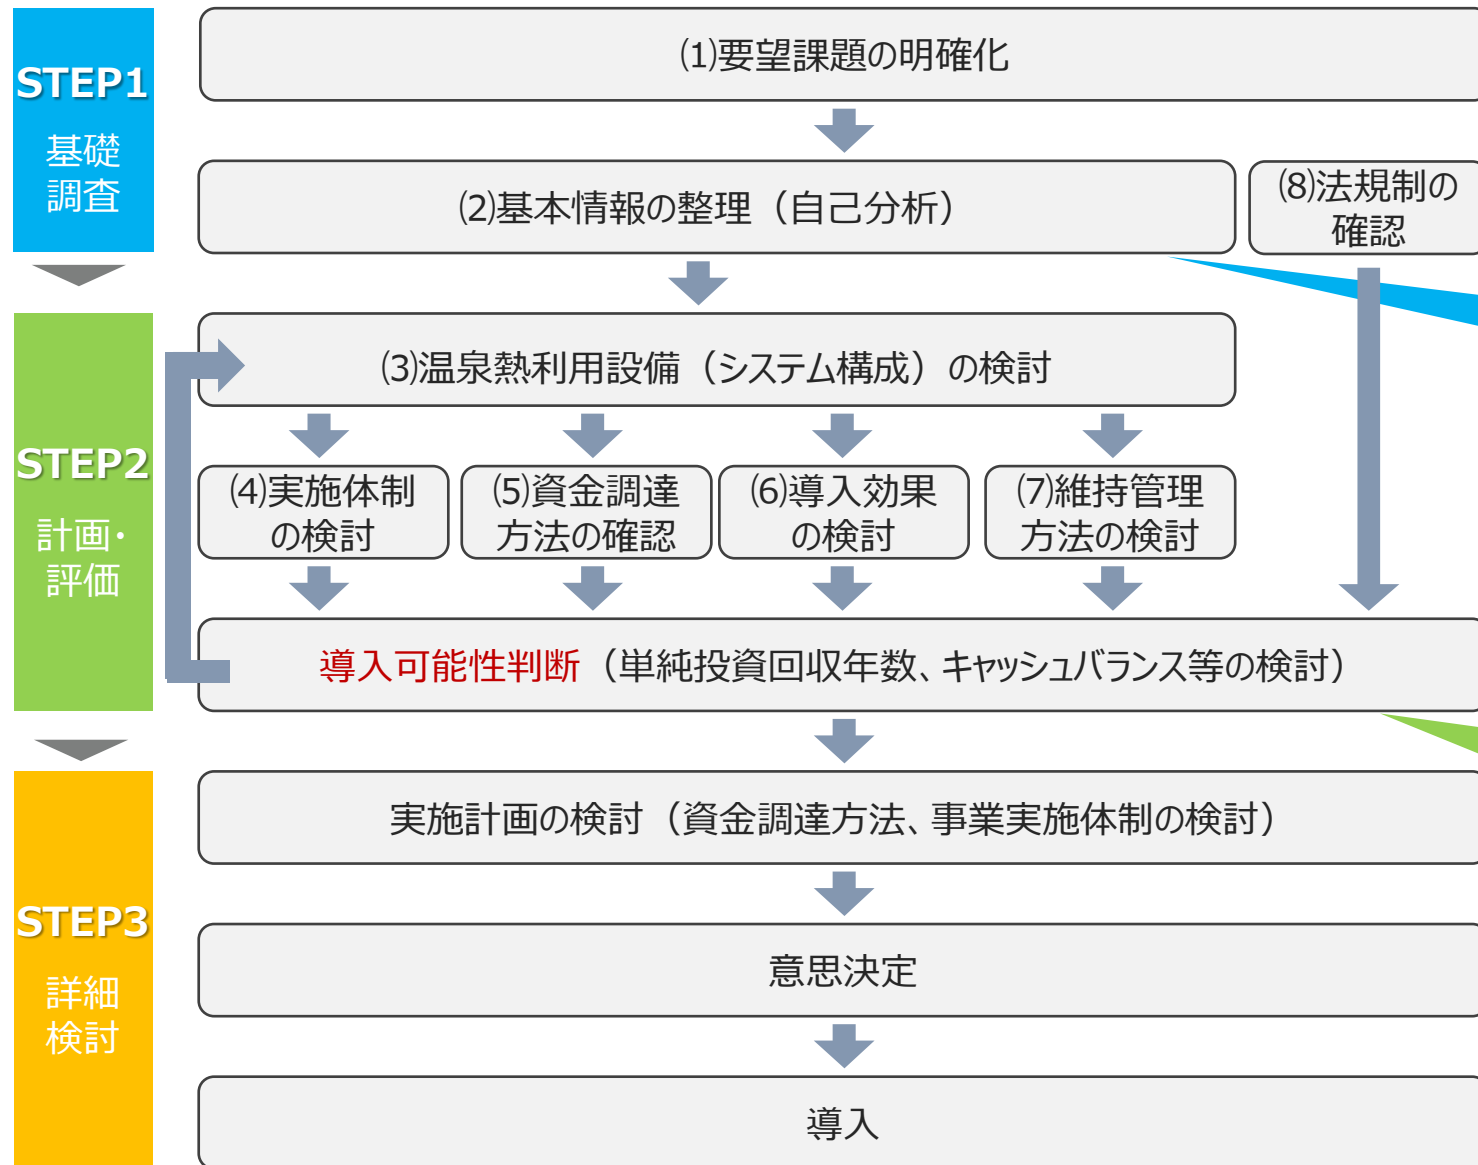 STEP1
基礎
調査
⑴要望課題の明確化
⑵基本情報の整理（自己分析）
⑻法規制の
確認
STEP2
計画・
評価
⑶温泉熱利用設備（システム構成）の検討
⑷実施体制
の検討
⑸資金調達
方法の確認
⑹導入効果
の検討
⑺維持管理
方法の検討
導入可能性判断（単純投資回収年数、キャッシュバランス等の検討）
STEP3
詳細
検討
実施計画の検討（資金調達方法、事業実施体制の検討）
意思決定
導入